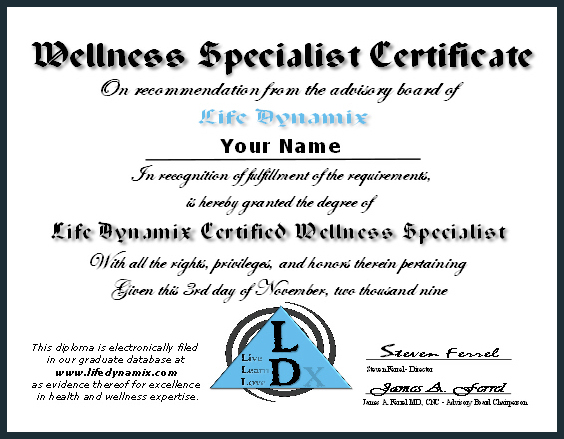 Wellness Specialist Certificate
On recommendation from the advisory board of
Life Dynamix
Your Name
In recognition of fulfillment of the requirements,
is hereby granted the degree of
Life Dynamix Certified Wellness Specialist
With all the rights, privileges, and honors therein pertaining
Given this 3rd day of November, two thousand nine
This diploma is electronically filed
in our graduate database at
www.lifedynamix.com
as evidence thereof for excellence
in health and wellness expertise.
L
Live
Learn
Love
Dx
Steven Ferrel
Steven Ferrel - Director
James A. Ferrel
James A. Ferrel MD, CNC - Advisory Board Chairperson